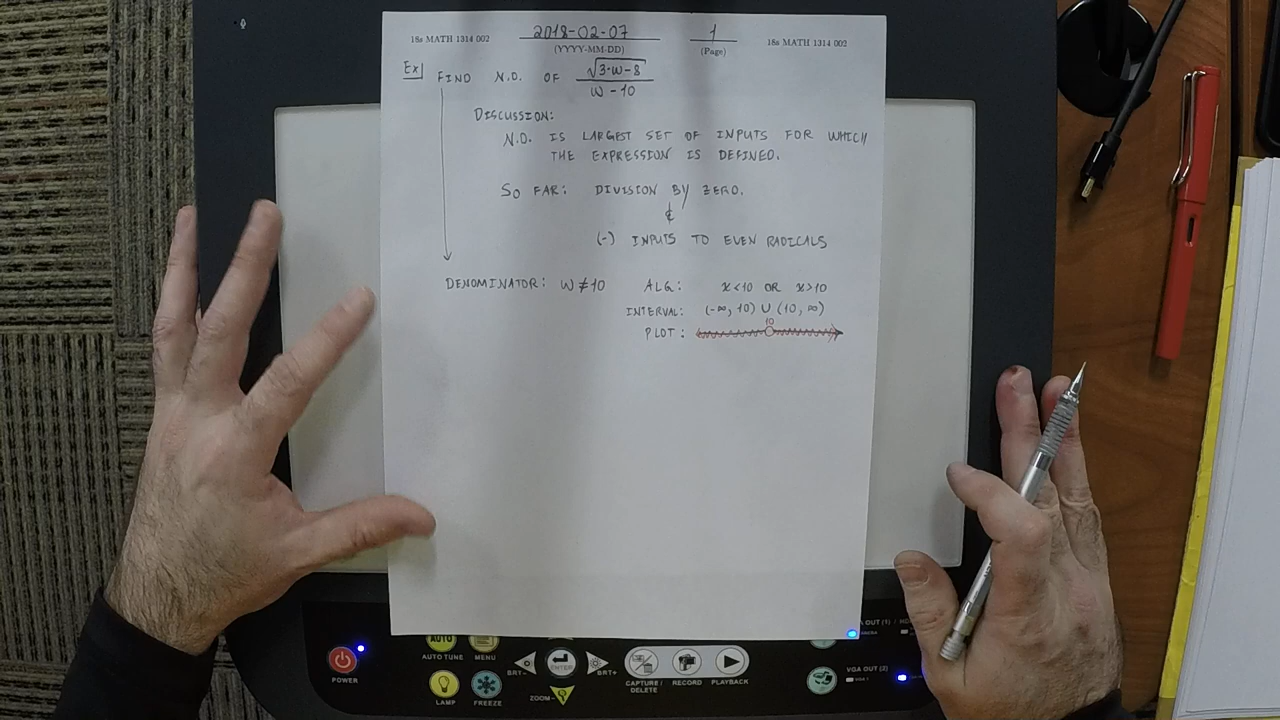 18s MATH 1314 002
2018-02-07
(YYYY-MM-DD)
1
(Page)
18s MATH 1314 002
Ex
FIND N.D. OF √(3·W-8) / W-10
DISCUSSION:
N.D. IS LARGEST SET OF INPUTS FOR WHICH
THE EXPRESSION IS DEFINED.
SO FAR: DIVISION BY ZERO.
&
(-) INPUTS TO EVEN RADICALS
DENOMINATOR: W≠10 ALG: x<10 OR x>10
INTERVAL: (-∞, 10) ∪ (10, ∞)
PLOT: 10
POWER
AUTO
AUTO TUNE
MENU
LAMP
FREEZE
BRT-
ENTER
BRT+
ZOOM-
CAPTURE / DELETE
RECORD
PLAYBACK
VGA OUT (2)